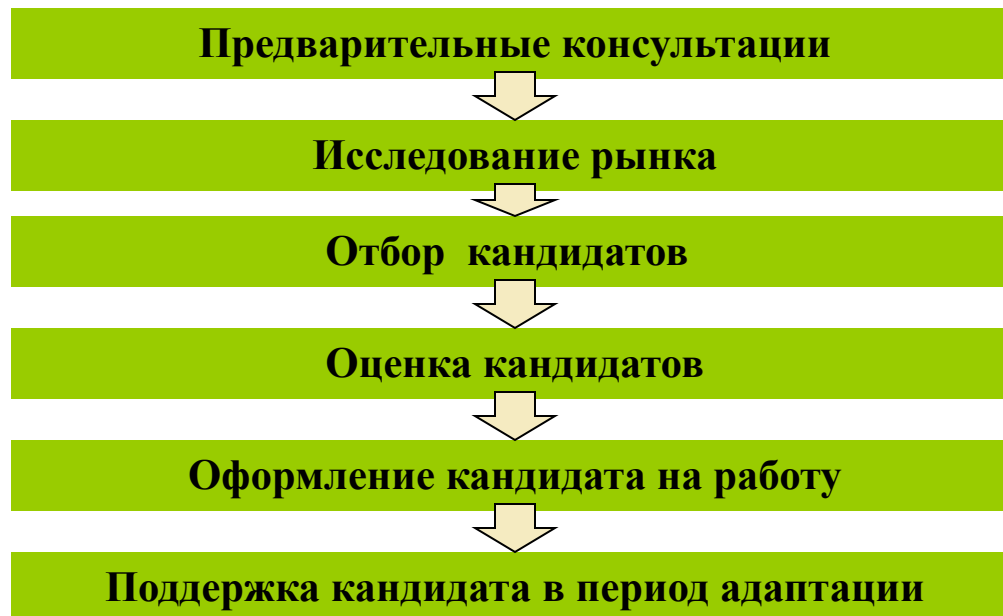 Предварительные консультации
Исследование рынка
Отбор кандидатов
Оценка кандидатов
Оформление кандидата на работу
Поддержка кандидата в период адаптации